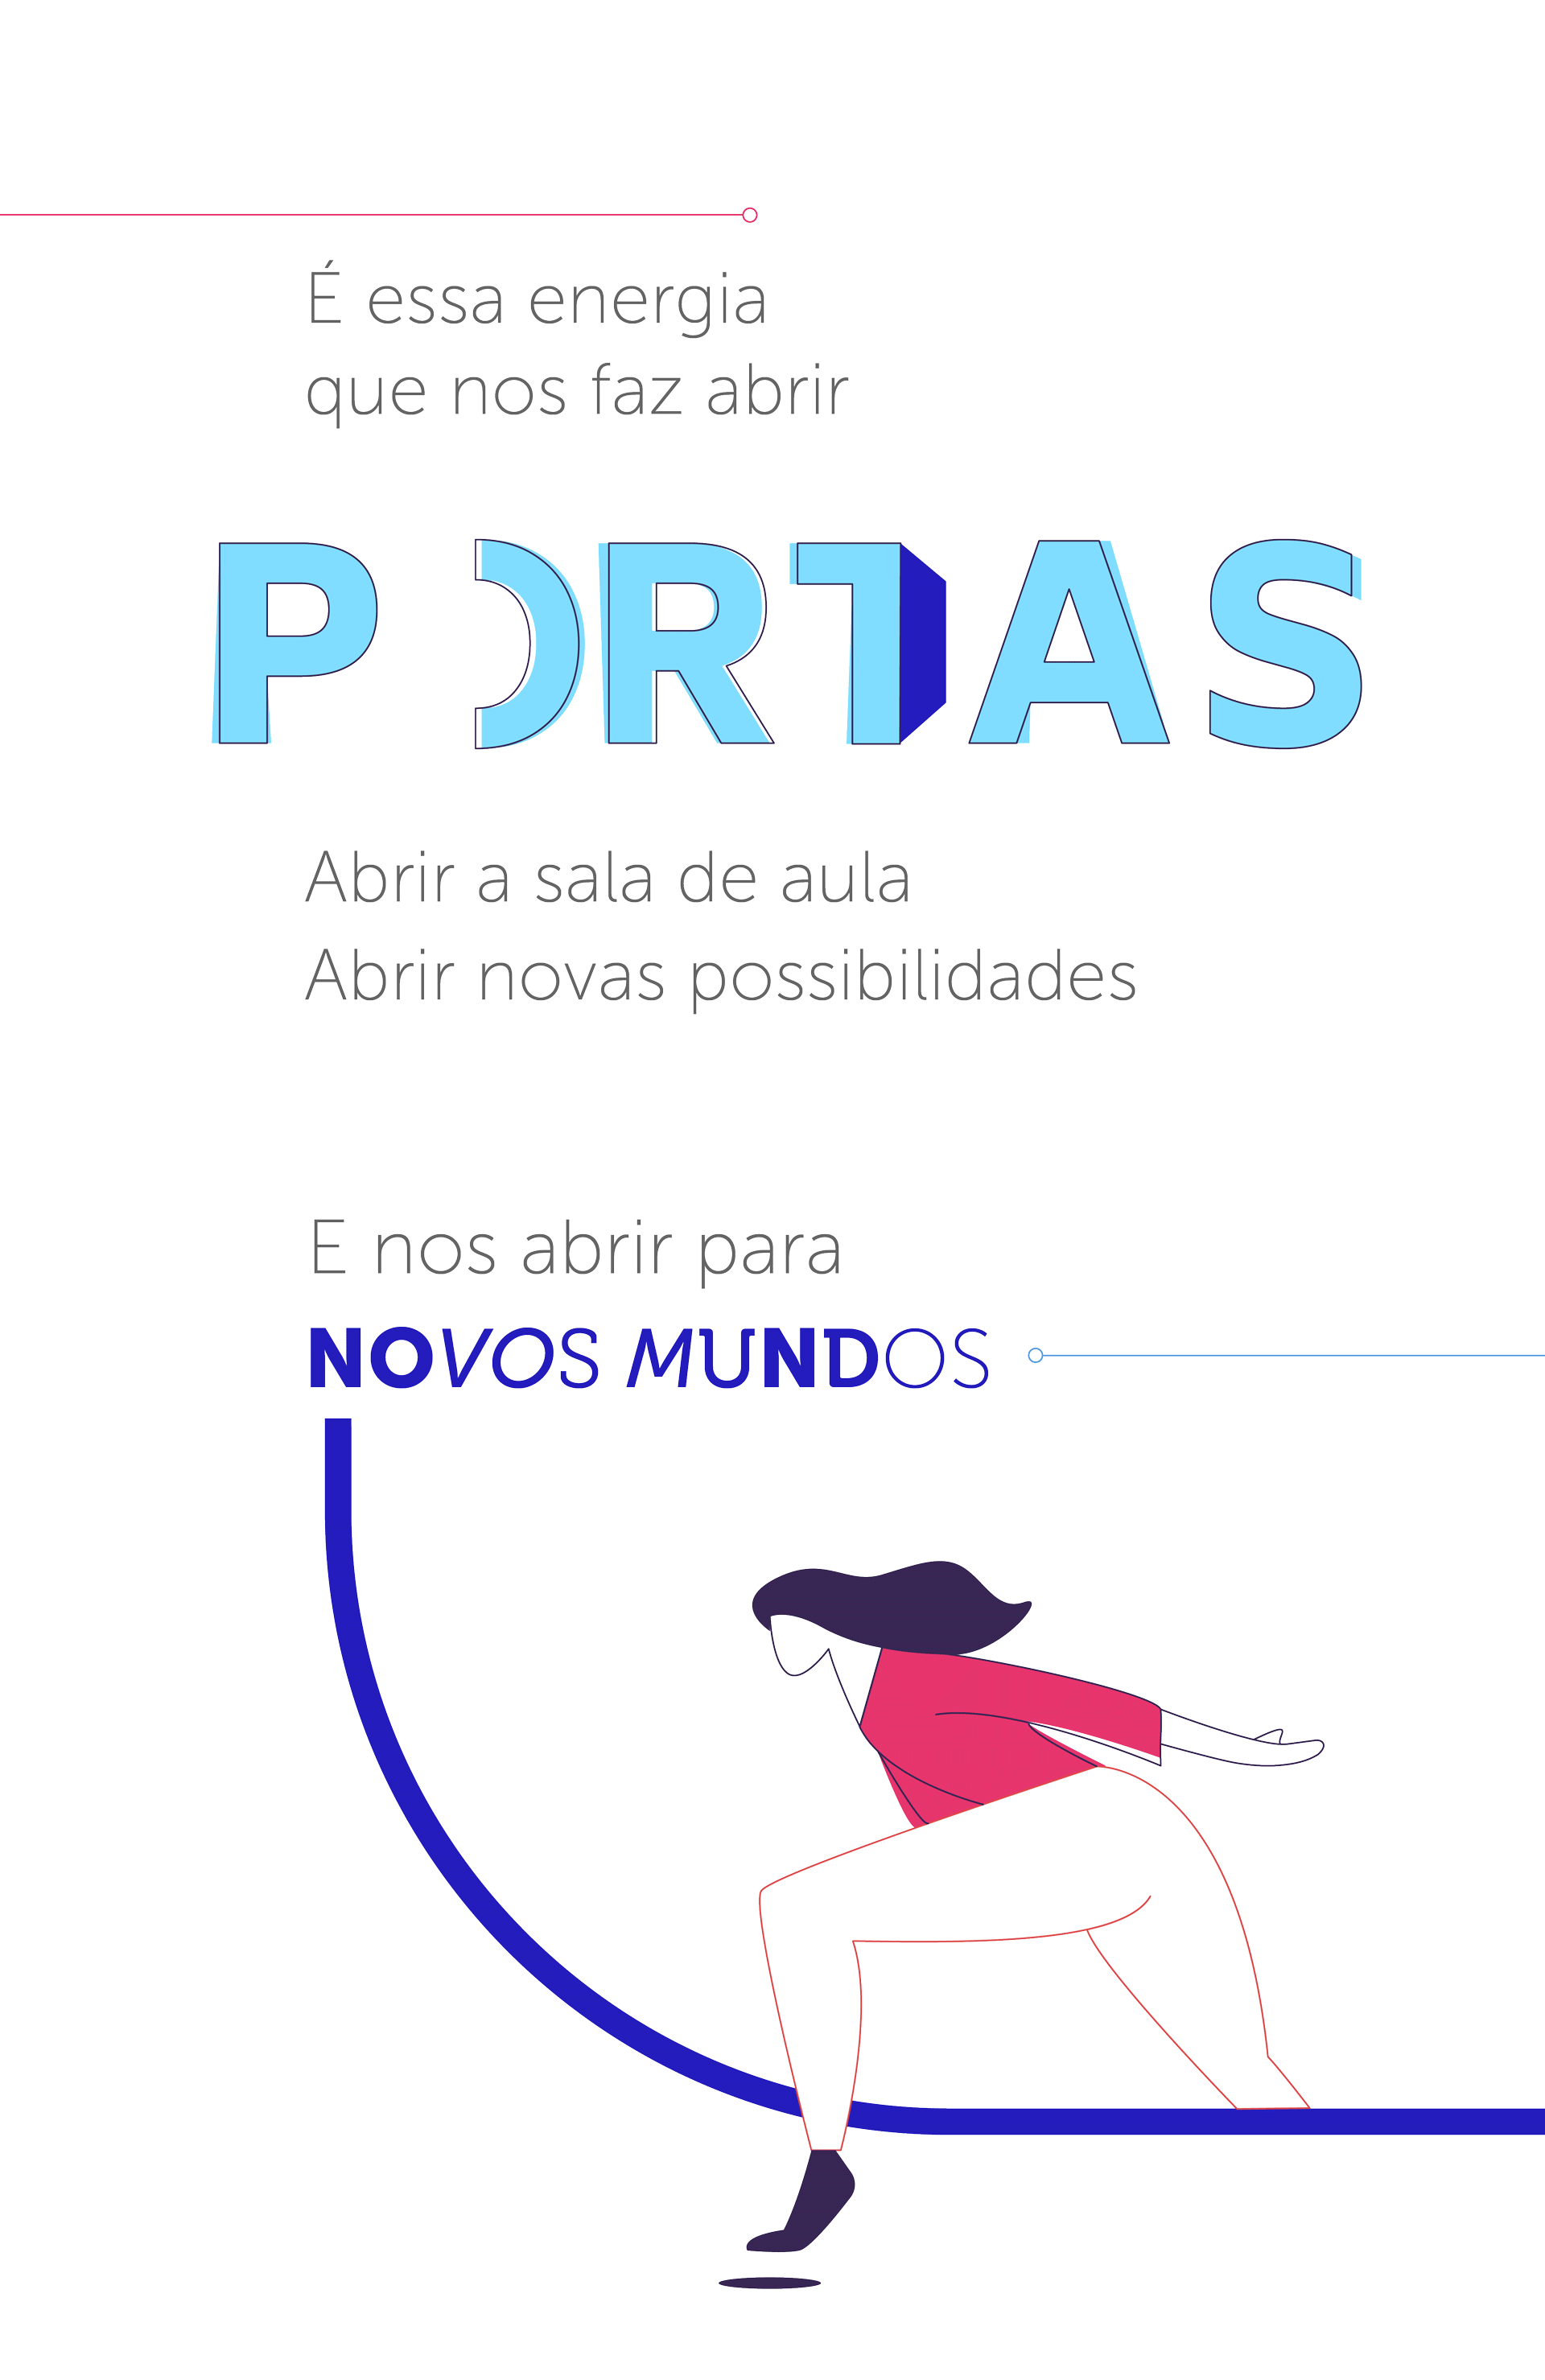 É essa energia
que nos faz abrir
PORTAS
Abrir a sala de aula
Abrir novas possibilidades
E nos abrir para
NOVOS MUNDOS